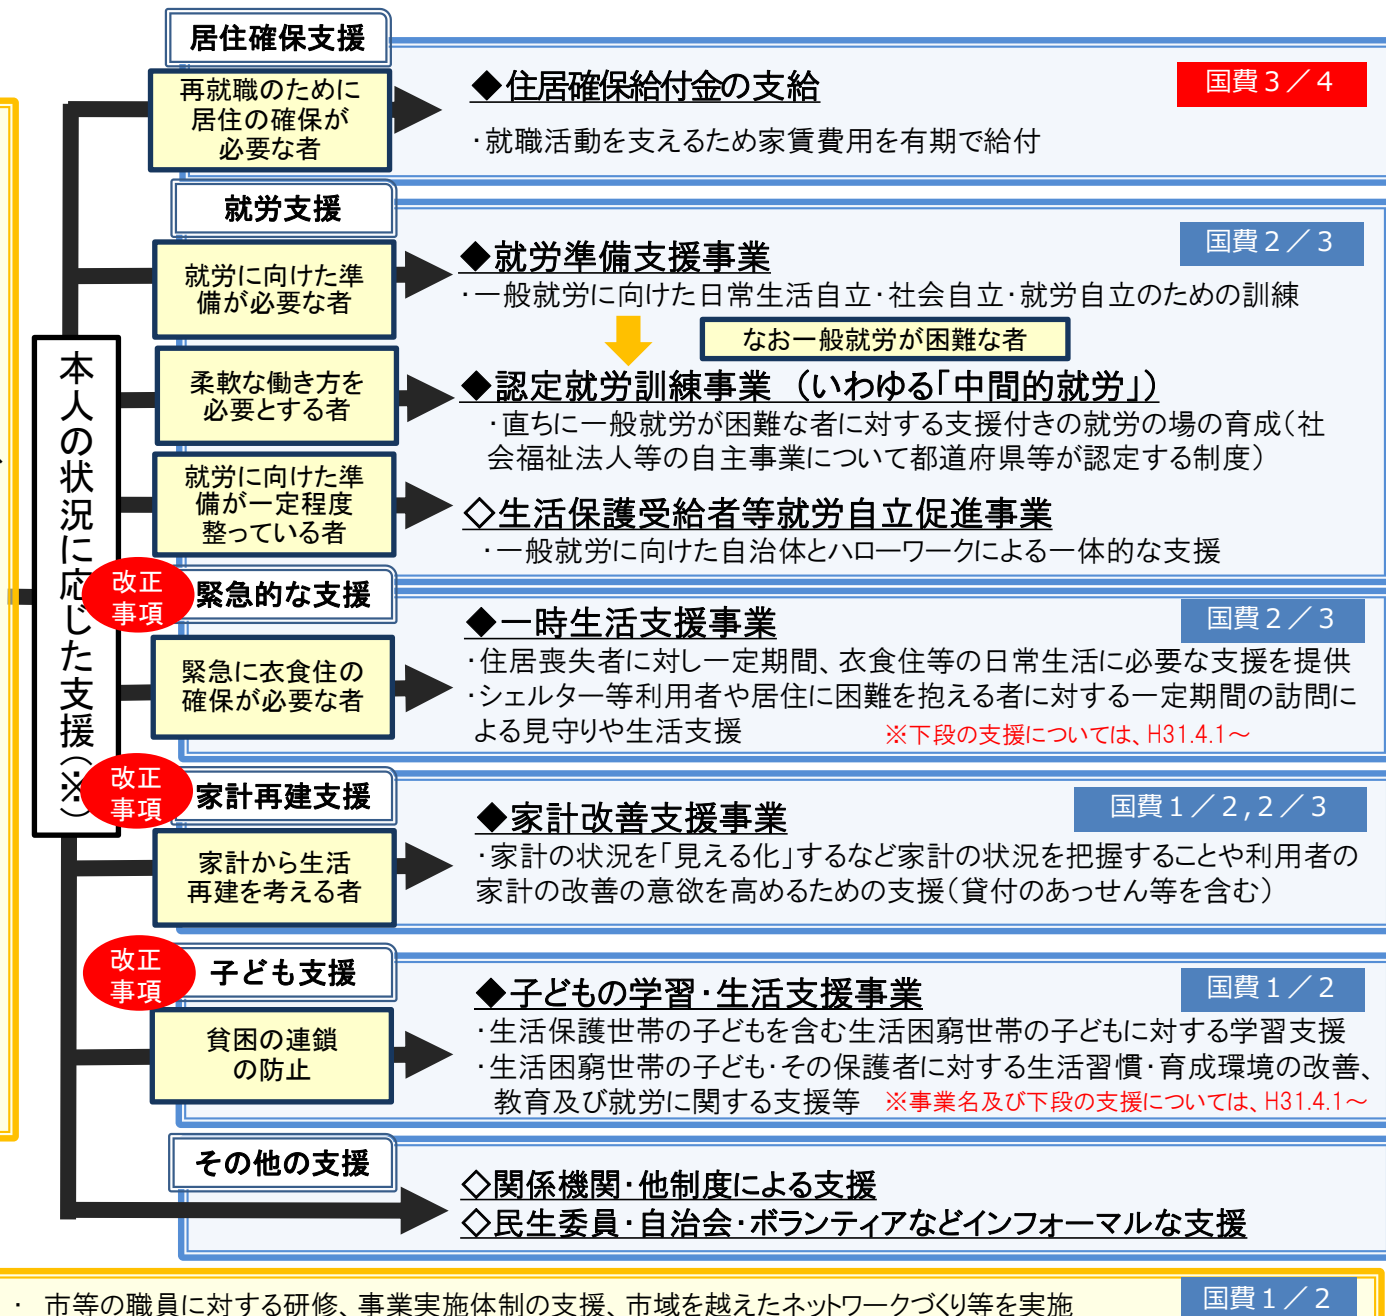 居住確保支援
再就職のために
居住の確保が
必要な者
◆住居確保給付金の支給
国費３／４
・就職活動を支えるため家賃費用を有期で給付
就労支援
国費２／３
就労に向けた準
備が必要な者
◆就労準備支援事業
・一般就労に向けた日常生活自立・社会自立・就労自立のための訓練
なお一般就労が困難な者
柔軟な働き方を
必要とする者
◆認定就労訓練事業 （いわゆる「中間的就労」）
・直ちに一般就労が困難な者に対する支援付きの就労の場の育成（社
会福祉法人等の自主事業について都道府県等が認定する制度）
就労に向けた準
備が一定程度
整っている者
◇生活保護受給者等就労自立促進事業
・一般就労に向けた自治体とハローワークによる一体的な支援
本人の状況に応じた支援（※）
改正
事項
緊急的な支援
国費２／３
緊急に衣食住の
確保が必要な者
◆一時生活支援事業
・住居喪失者に対し一定期間、衣食住等の日常生活に必要な支援を提供
・シェルター等利用者や居住に困難を抱える者に対する一定期間の訪問に
よる見守りや生活支援 ※下段の支援については、H31.4.1～
改正
事項
家計再建支援
国費１／２,２／３
家計から生活
再建を考える者
◆家計改善支援事業
・家計の状況を「見える化」するなど家計の状況を把握することや利用者の
家計の改善の意欲を高めるための支援（貸付のあっせん等を含む）
改正
事項
子ども支援
国費１／２
貧困の連鎖
の防止
◆子どもの学習・生活支援事業
・生活保護世帯の子どもを含む生活困窮世帯の子どもに対する学習支援
・生活困窮世帯の子ども・その保護者に対する生活習慣・育成環境の改善、
教育及び就労に関する支援等 ※事業名及び下段の支援については、H31.4.1～
その他の支援
◇関係機関・他制度による支援
◇民生委員・自治会・ボランティアなどインフォーマルな支援
・ 市等の職員に対する研修、事業実施体制の支援、市域を越えたネットワークづくり等を実施
国費１／２